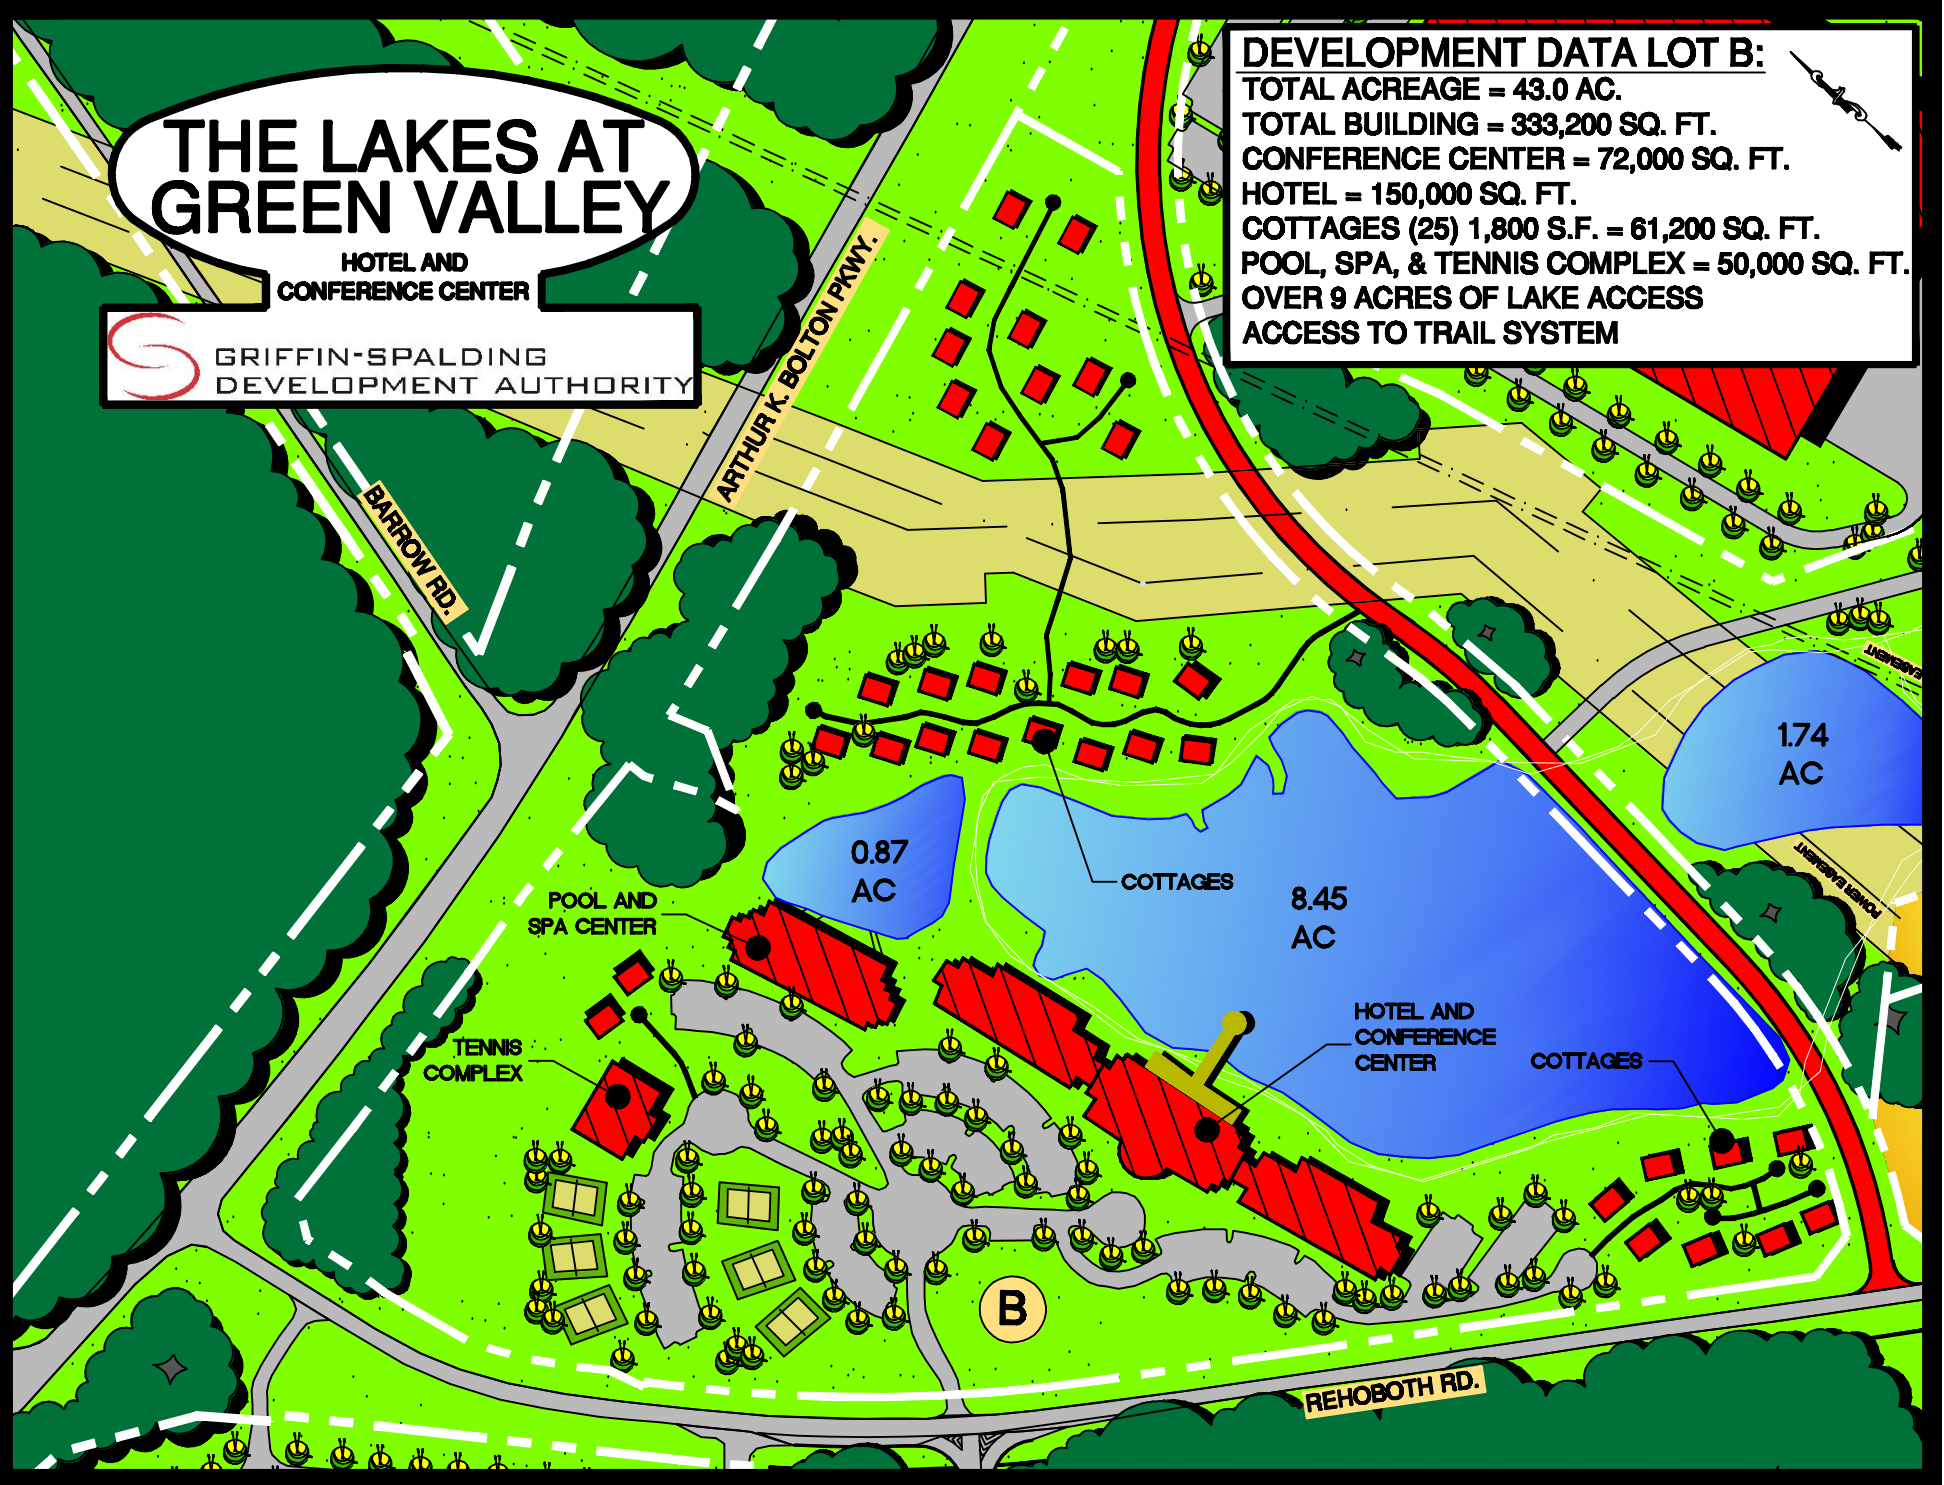 THE LAKES AT
GREEN VALLEY
HOTEL AND
CONFERENCE CENTER
GRIFFIN-SPALDING
DEVELOPMENT AUTHORITY
DEVELOPMENT DATA LOT B:
TOTAL ACREAGE = 43.0 AC.
TOTAL BUILDING = 333,200 SQ. FT.
CONFERENCE CENTER = 72,000 SQ. FT.
HOTEL = 150,000 SQ. FT.
COTTAGES (25) 1,800 S.F. = 61,200 SQ. FT.
POOL, SPA, & TENNIS COMPLEX = 50,000 SQ. FT.
OVER 9 ACRES OF LAKE ACCESS
ACCESS TO TRAIL SYSTEM
ARTHUR K. BOLTON PKWY.
BARROW RD.
EASEMENT
1.74
AC
0.87
AC
COTTAGES
8.45
AC
POWER EASEMENT
POOL AND
SPA CENTER
HOTEL AND
CONFERENCE
CENTER
COTTAGES
TENNIS
COMPLEX
B
REHOBOTH RD.